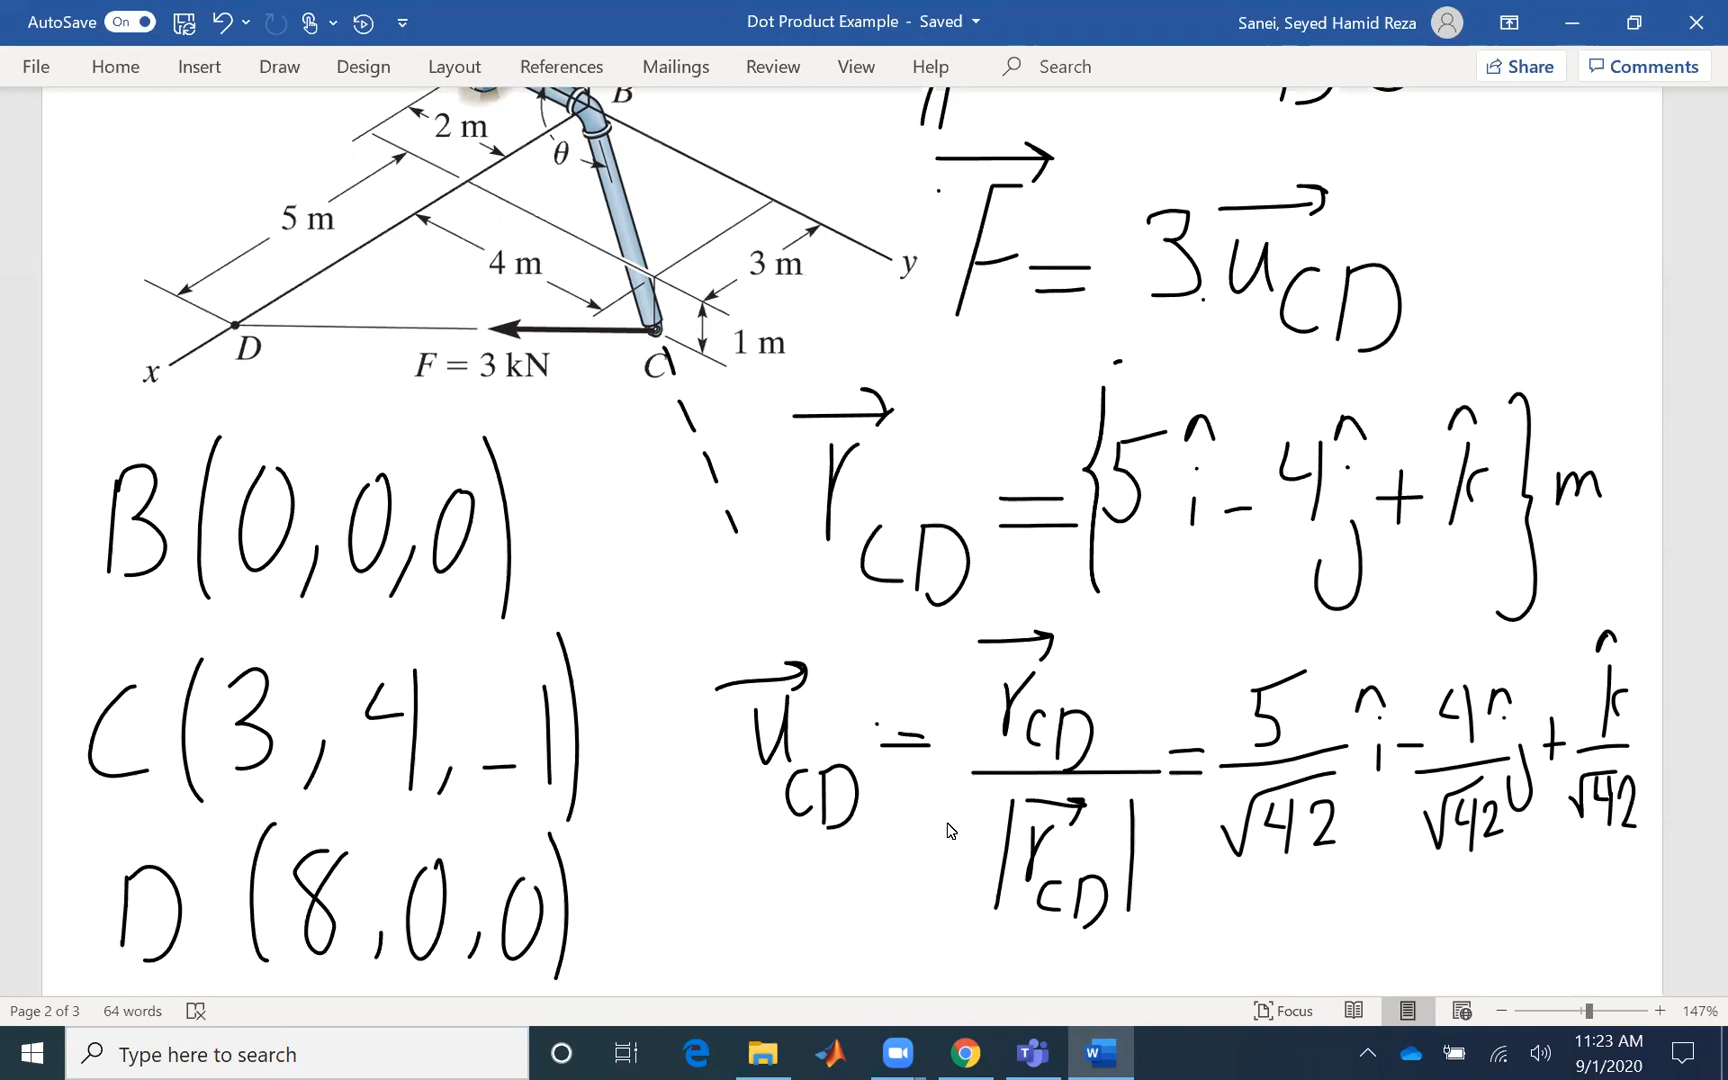 AutoSave On Dot Product Example - Saved Sanei, Seyed Hamid Reza
File Home Insert Draw Design Layout References Mailings Review View Help Search Share Comments
B
2 m
θ
5 m
4 m
3 m
y
1 m
D
x
F = 3 kN
C
F = 3. u CD
r CD = { 5 î - 4 ĵ + k̂ } m
B (0, 0, 0)
C (3, 4, -1)
D (8, 0, 0)
u CD = r CD / |r CD| = 5/√42 î - 4/√42 ĵ + k̂/√42
Page 2 of 3 64 words Focus 147%
Type here to search
11:23 AM
9/1/2020